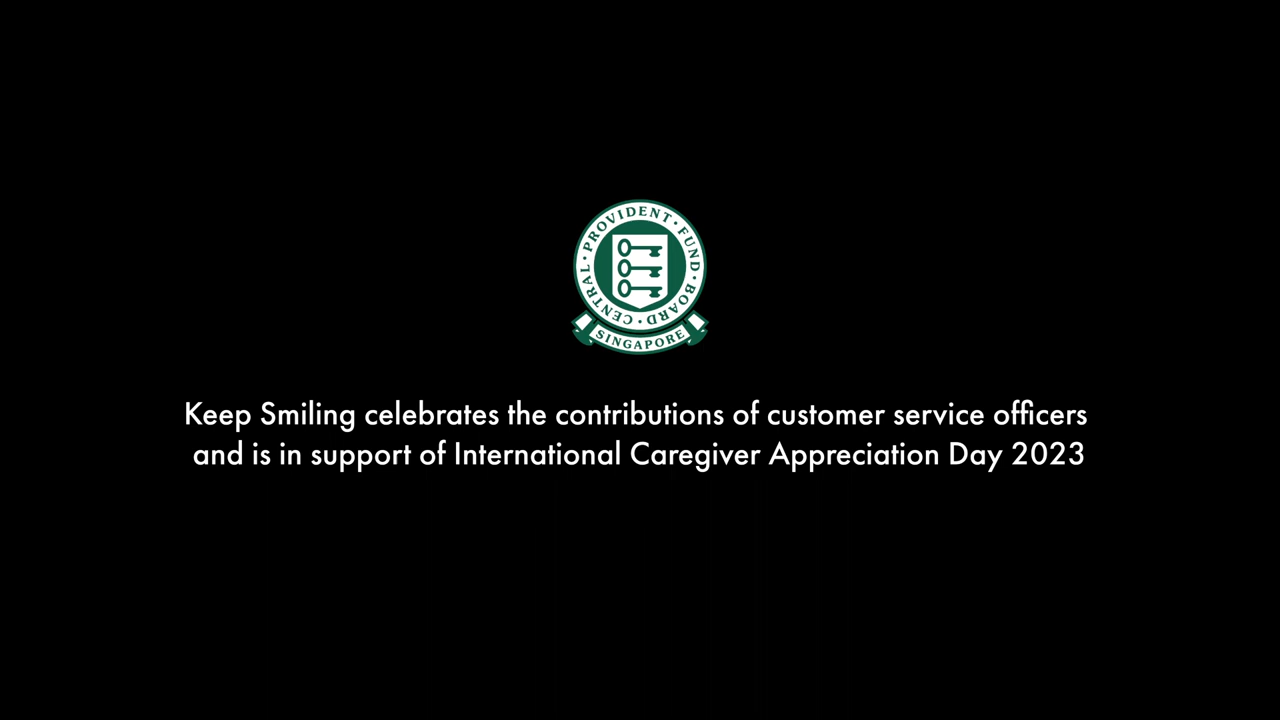 CENTRAL · PROVIDENT · FUND · BOARD ·
SINGAPORE
Keep Smiling celebrates the contributions of customer service officers
and is in support of International Caregiver Appreciation Day 2023